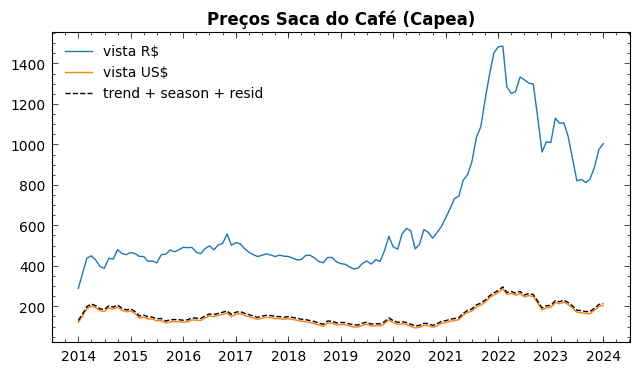 Preços Saca do Café (Capea)
vista R$
vista US$
trend + season + resid
1400
1200
1000
800
600
400
200
2014 2015 2016 2017 2018 2019 2020 2021 2022 2023 2024